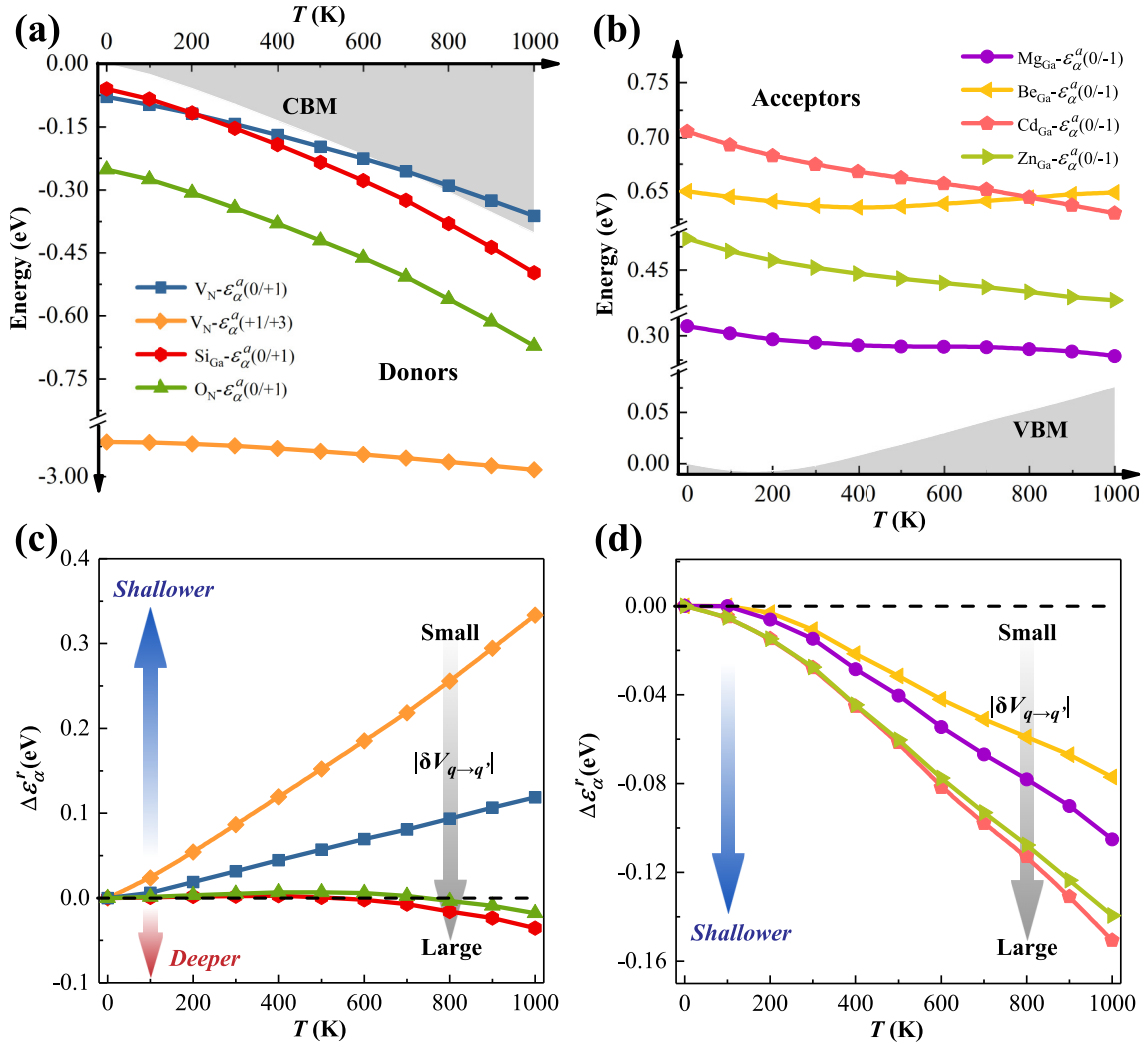 (a)
T (K)
0 200 400 600 800 1000
0.00
-0.15
-0.30
-0.45
-0.60
-0.75
-3.00
Energy (eV)
CBM
V_N-ε_α^a(0/+1)
V_N-ε_α^a(+1/+3)
Si_Ga-ε_α^a(0/+1)
O_N-ε_α^a(0/+1)
Donors
(b)
0.75
0.70
0.65
0.45
0.30
0.05
0.00
Energy (eV)
Acceptors
Mg_Ga-ε_α^a(0/-1)
Be_Ga-ε_α^a(0/-1)
Cd_Ga-ε_α^a(0/-1)
Zn_Ga-ε_α^a(0/-1)
VBM
0 200 400 600 800 1000
T (K)
(c)
0.4
0.3
0.2
0.1
0.0
-0.1
Δε_α^r(eV)
Shallower
Small
|δV_q→q'|
Large
Deeper
0 200 400 600 800 1000
T (K)
(d)
0.00
-0.04
-0.08
-0.12
-0.16
Δε_α^r(eV)
Small
|δV_q→q'|
Shallower
Large
0 200 400 600 800 1000
T (K)